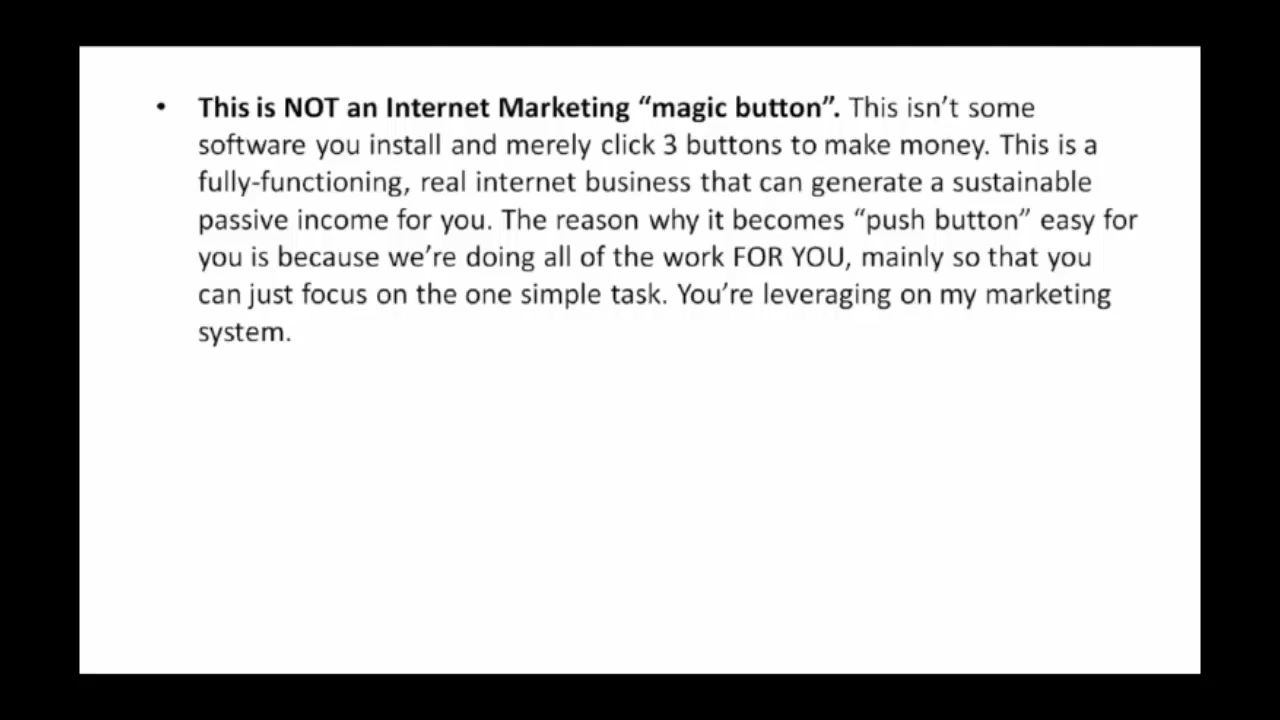 • This is NOT an Internet Marketing “magic button”. This isn’t some
software you install and merely click 3 buttons to make money. This is a
fully-functioning, real internet business that can generate a sustainable
passive income for you. The reason why it becomes “push button” easy for
you is because we’re doing all of the work FOR YOU, mainly so that you
can just focus on the one simple task. You’re leveraging on my marketing
system.